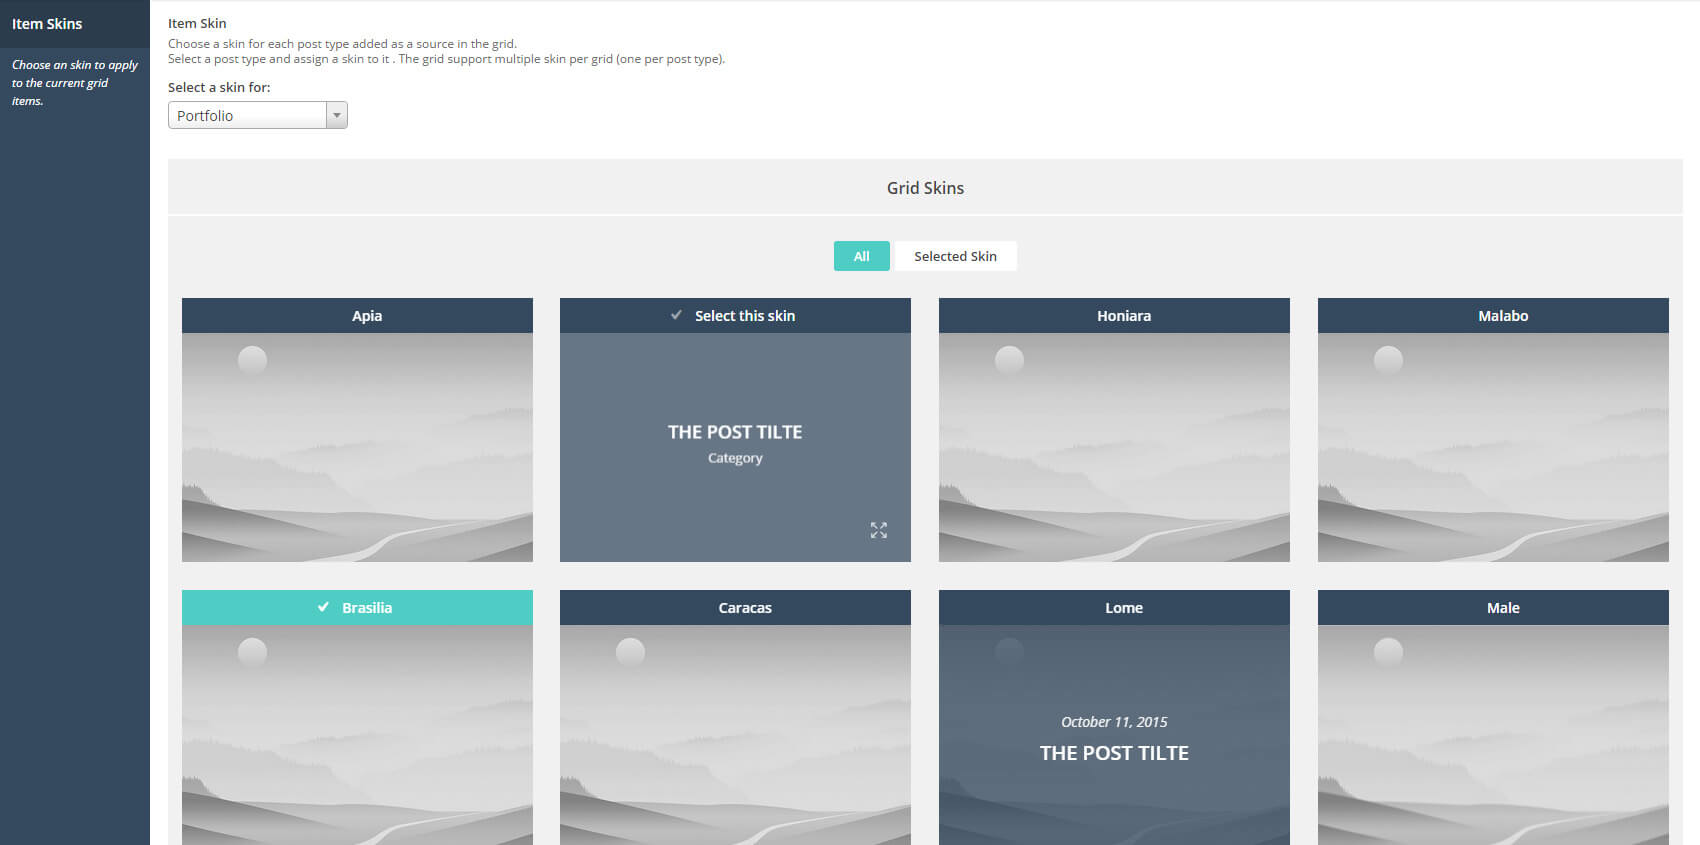 Item Skins
Choose an skin to apply
to the current grid
items.
Item Skin
Choose a skin for each post type added as a source in the grid.
Select a post type and assign a skin to it . The grid support multiple skin per grid (one per post type).
Select a skin for:
Portfolio
Grid Skins
All
Selected Skin
Apia
Select this skin
Honiara
Malabo
THE POST TILTE
Category
Brasilia
Caracas
Lome
Male
October 11, 2015
THE POST TILTE